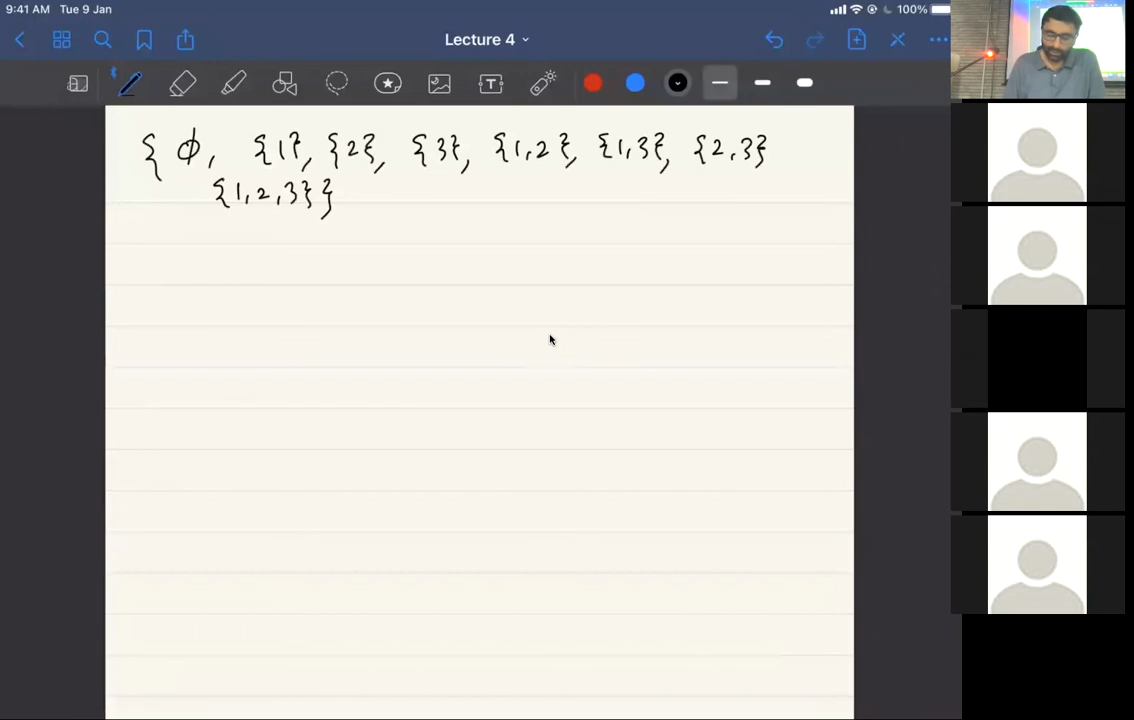 9:41 AM Tue 9 Jan
100%
Lecture 4
T
{ φ, {1}, {2}, {3}, {1,2}, {1,3}, {2,3}
{1,2,3}}